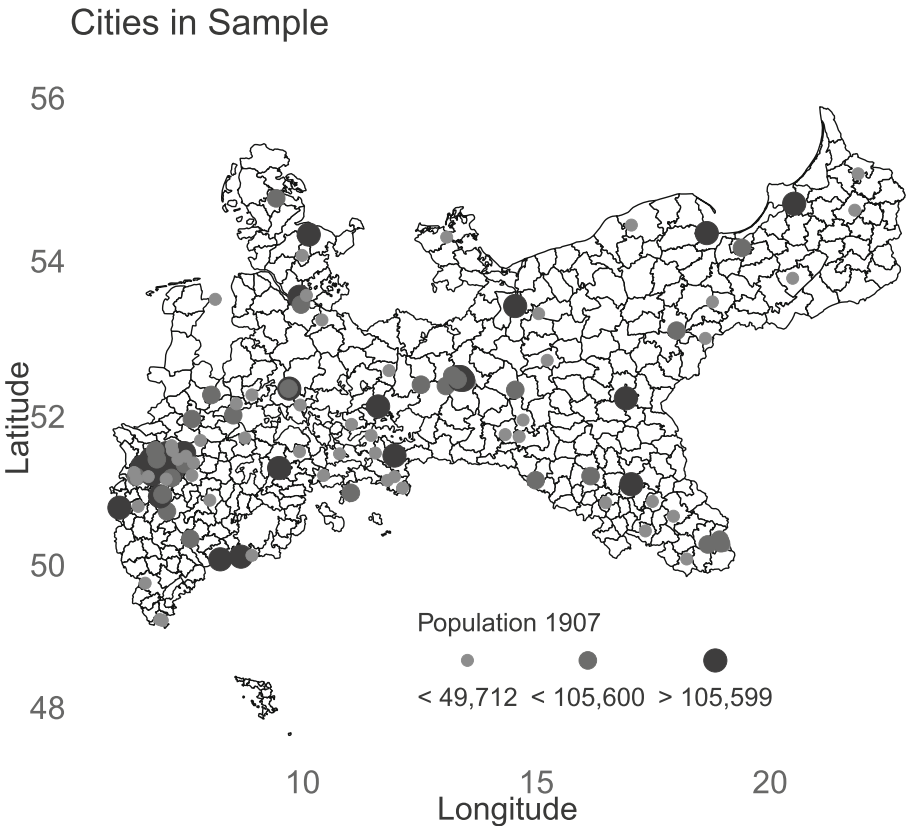 Cities in Sample
56
54
52
50
48
Latitude
Population 1907
< 49,712 < 105,600 > 105,599
10 15 20
Longitude